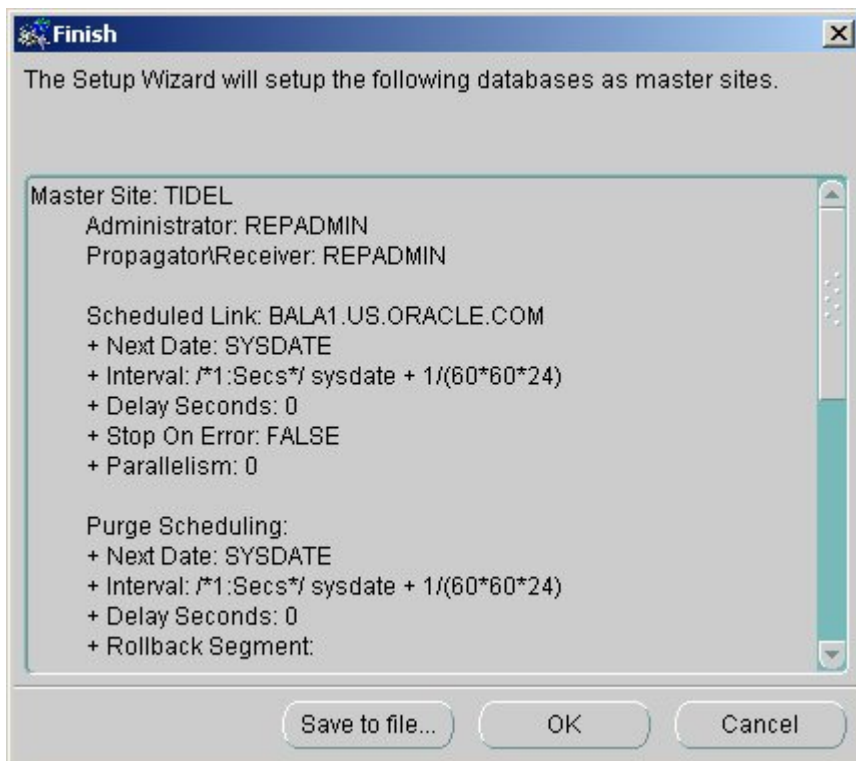 Finish
The Setup Wizard will setup the following databases as master sites.
Master Site: TIDEL
Administrator: REPADMIN
Propagator\Receiver: REPADMIN
Scheduled Link: BALA1.US.ORACLE.COM
+ Next Date: SYSDATE
+ Interval: /*1:Secs*/ sysdate + 1/(60*60*24)
+ Delay Seconds: 0
+ Stop On Error: FALSE
+ Parallelism: 0
Purge Scheduling:
+ Next Date: SYSDATE
+ Interval: /*1:Secs*/ sysdate + 1/(60*60*24)
+ Delay Seconds: 0
+ Rollback Segment:
Save to file... OK Cancel